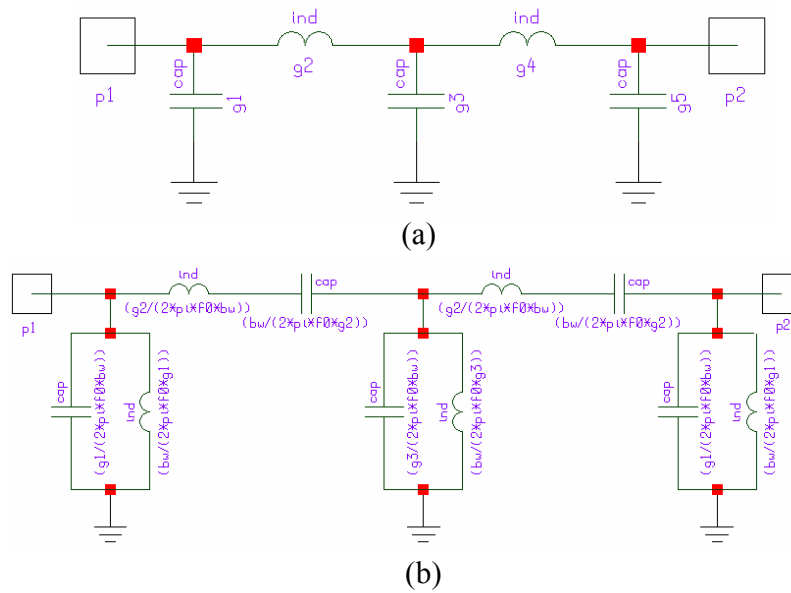 ind
ind
p1
cap
g1
g2
cap
g3
g4
cap
g5
p2
(a)
ind
cap
ind
cap
p1
(g2/(2*pi*f0*bw))
(bw/(2*pi*f0*g2))
(g2/(2*pi*f0*bw))
(bw/(2*pi*f0*g2))
p2
cap
(g1/(2*pi*f0*bw))
ind
(bw/(2*pi*f0*g1))
cap
(g3/(2*pi*f0*bw))
ind
(bw/(2*pi*f0*g3))
cap
(g1/(2*pi*f0*bw))
ind
(bw/(2*pi*f0*g1))
(b)